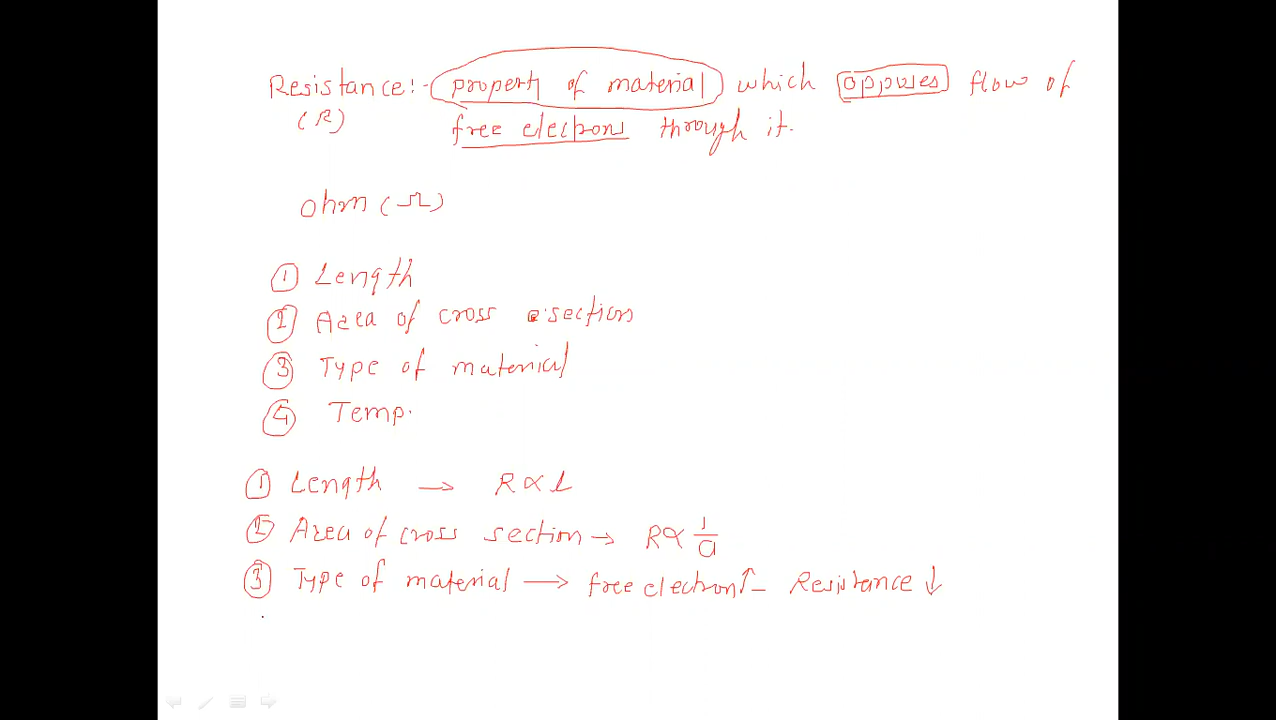 Resistance:- property of material which opposes flow of
(R) free electrons through it.
ohm (Ω)
① Length
② Area of cross section
③ Type of material
④ Temp.
① Length → R ∝ l
② Area of cross section → R ∝ 1/a
③ Type of material → free electron ↑ – Resistance ↓